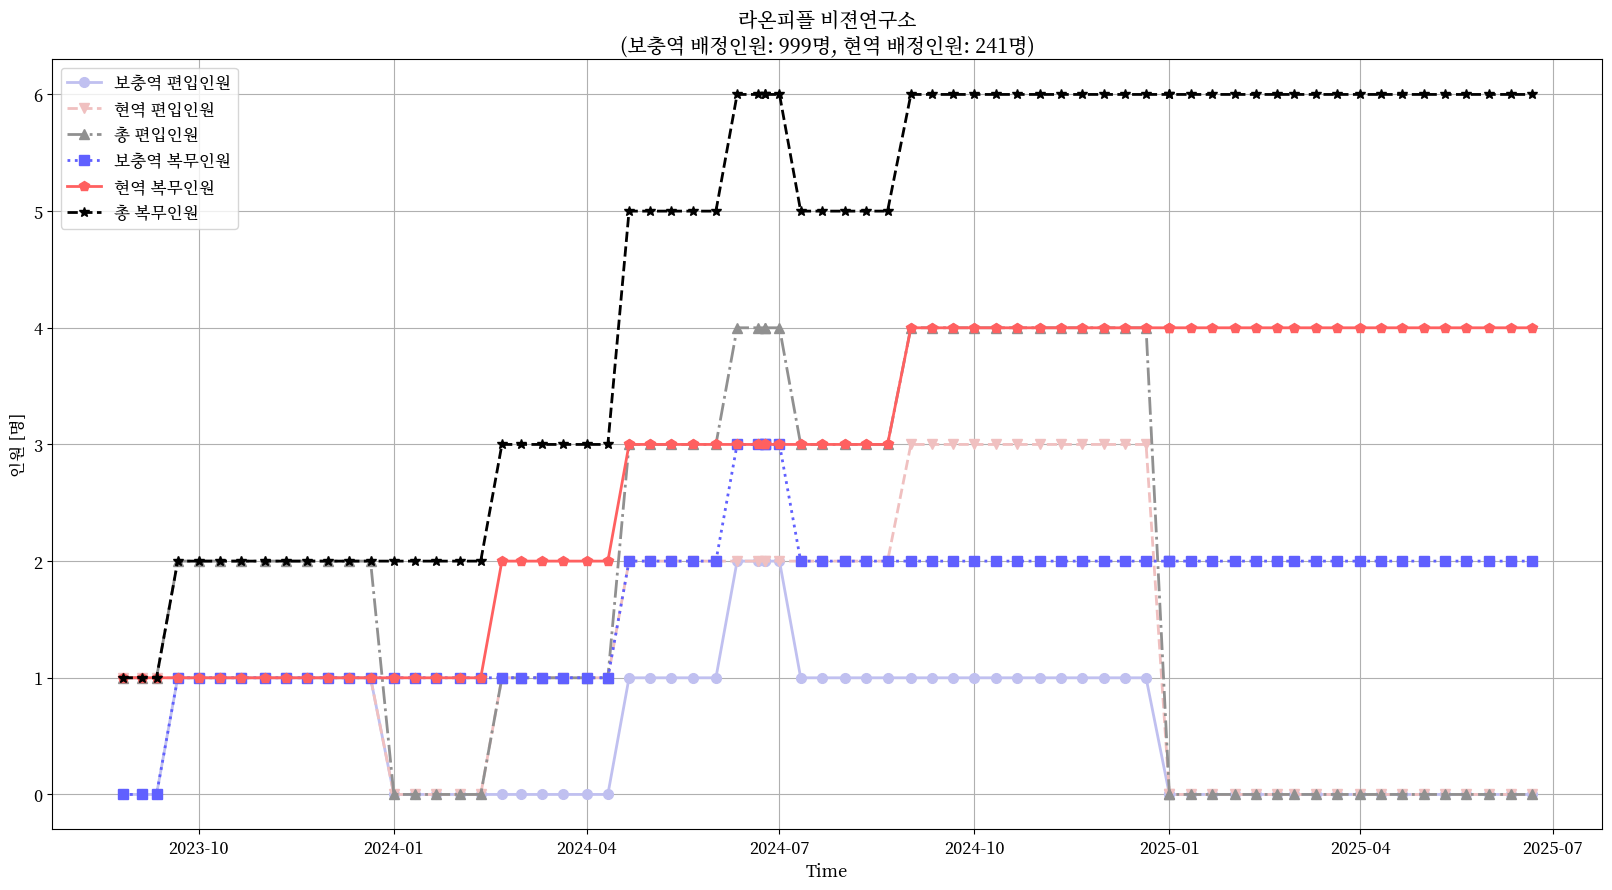 라온피플 비젼연구소
(보충역 배정인원: 999명, 현역 배정인원: 241명)
보충역 편입인원
현역 편입인원
총 편입인원
보충역 복무인원
현역 복무인원
총 복무인원
인원 [명]
6
5
4
3
2
1
0
2023-10
2024-01
2024-04
2024-07
2024-10
2025-01
2025-04
2025-07
Time